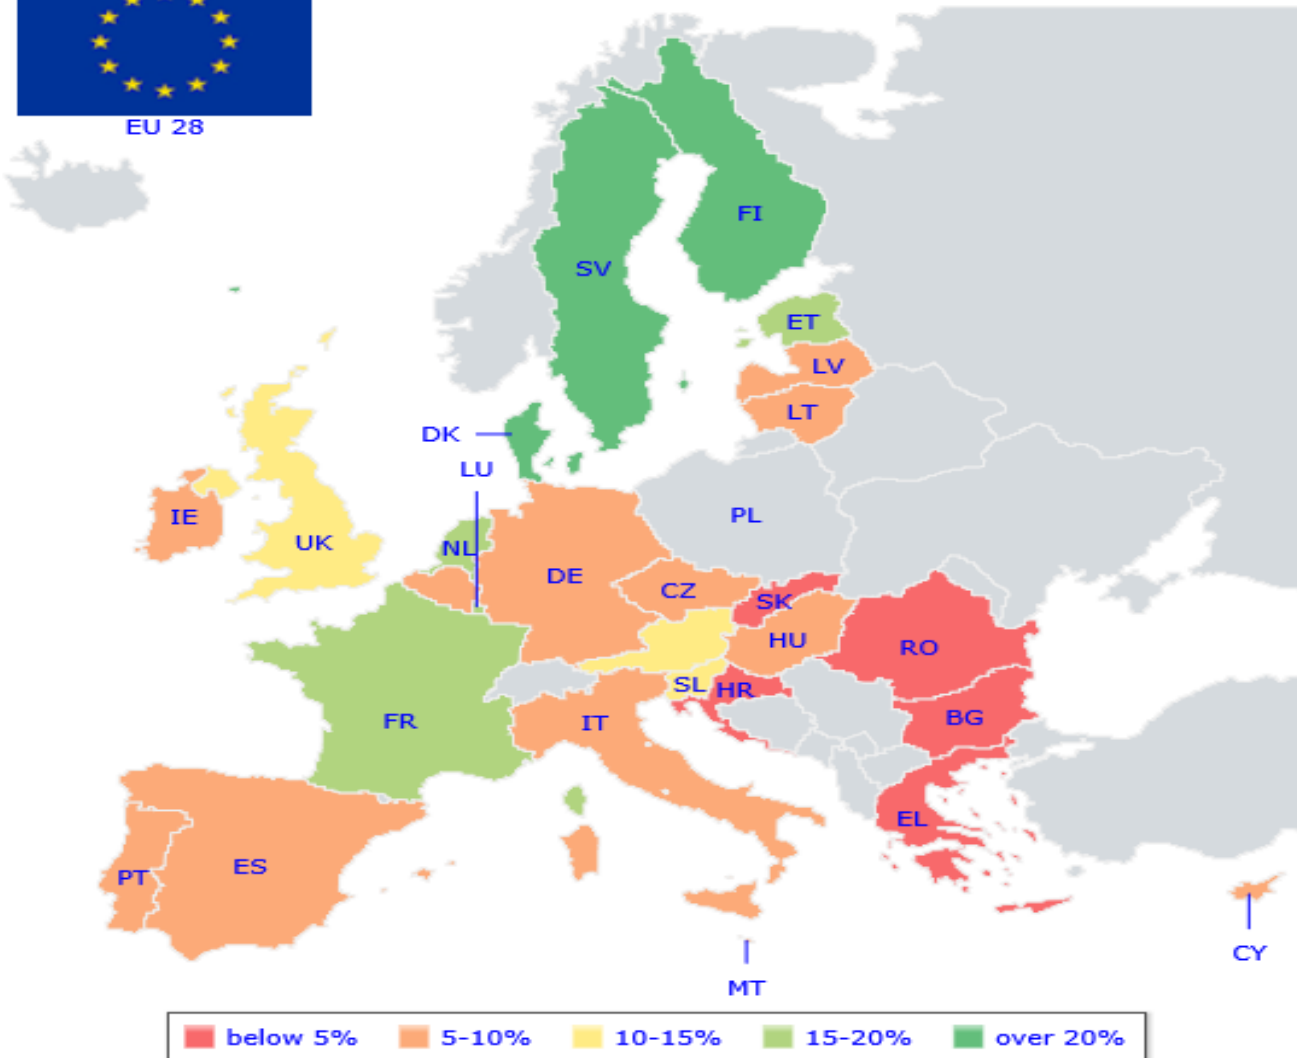 EU 28
FI
SV
ET
LV
LT
DK
LU
IE
UK
NL
PL
DE
CZ
SK
HU
RO
SL
HR
BG
FR
IT
EL
PT
ES
CY
MT
below 5% 5-10% 10-15% 15-20% over 20%